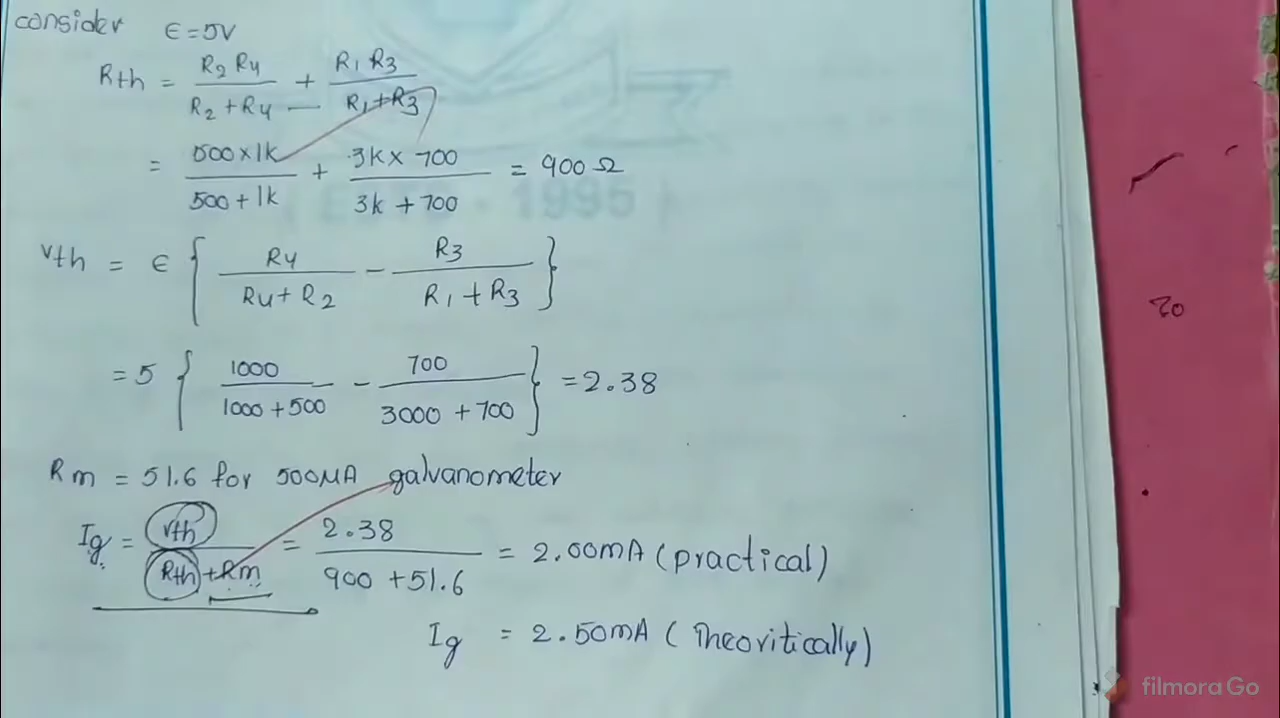 consider ϵ=5V
Rth = R2 R4 / R2 + R4 + R1 R3 / R1 + R3
= 500 x 1k / 500 + 1k + 3k x 700 / 3k + 700 = 900 Ω
1995
Vth = ϵ { R4 / R4 + R2 - R3 / R1 + R3 }
20
= 5 { 1000 / 1000 + 500 - 700 / 3000 + 700 } = 2.38
Rm = 51.6 for 500MA galvanometer
Ig = Vth / Rth + Rm = 2.38 / 900 + 51.6 = 2.00mA (practical)
Ig = 2.50mA ( Theoritically)
filmora Go